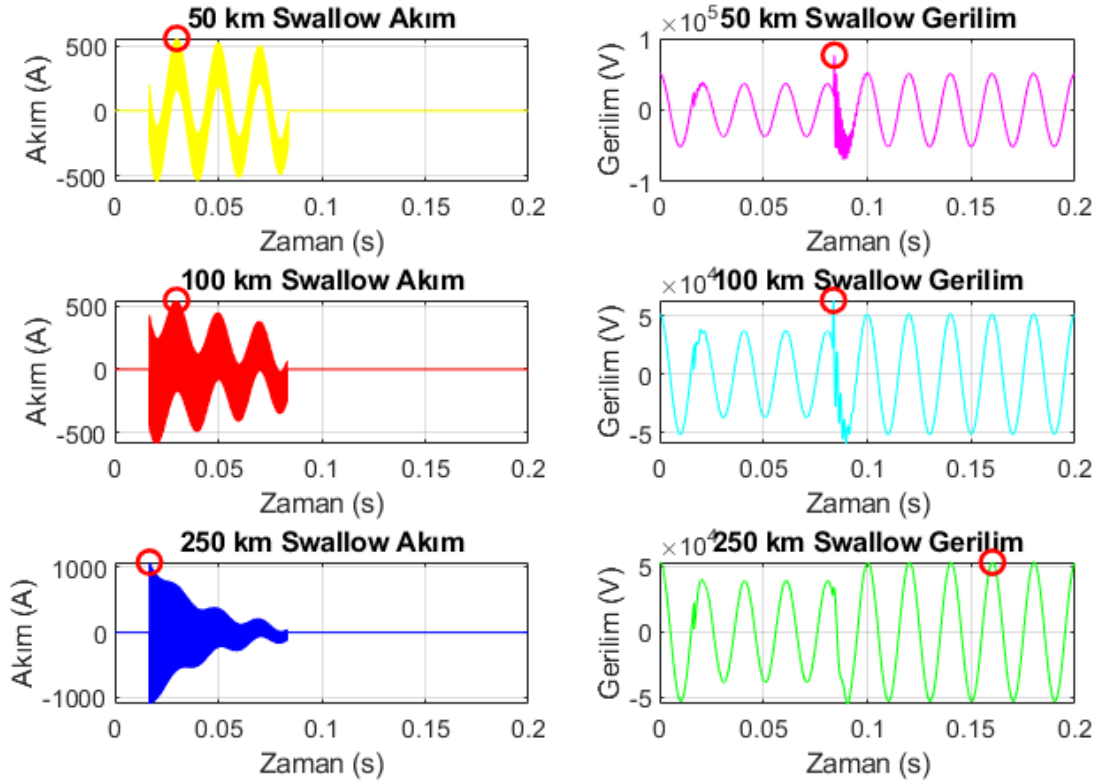 50 km Swallow Akım
500
0
-500
Akım (A)
0 0.05 0.1 0.15 0.2
Zaman (s)
×10^5 50 km Swallow Gerilim
1
0
-1
Gerilim (V)
0 0.05 0.1 0.15 0.2
Zaman (s)
100 km Swallow Akım
500
0
-500
Akım (A)
0 0.05 0.1 0.15 0.2
Zaman (s)
×10^4 100 km Swallow Gerilim
5
0
-5
Gerilim (V)
0 0.05 0.1 0.15 0.2
Zaman (s)
250 km Swallow Akım
1000
0
-1000
Akım (A)
0 0.05 0.1 0.15 0.2
Zaman (s)
×10^4 250 km Swallow Gerilim
5
0
-5
Gerilim (V)
0 0.05 0.1 0.15 0.2
Zaman (s)